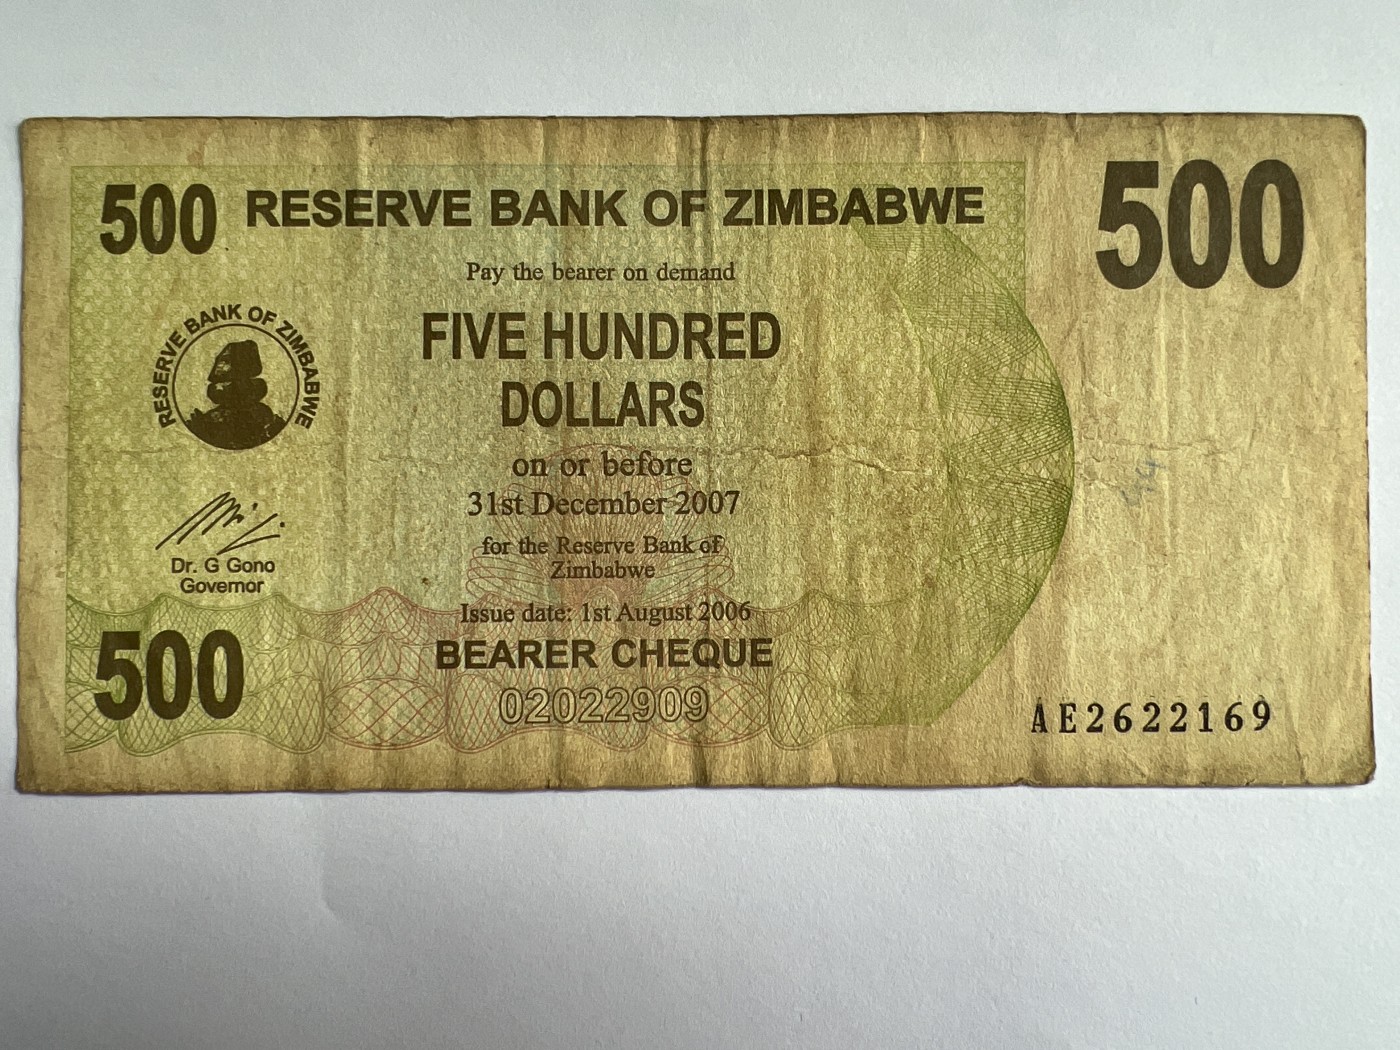 500 RESERVE BANK OF ZIMBABWE 500
Pay the bearer on demand
FIVE HUNDRED
DOLLARS
RESERVE BANK OF ZIMBABWE
on or before
31st December 2007
for the Reserve Bank of
Zimbabwe
Dr. G Gono
Governor
Issue date: 1st August 2006
500
BEARER CHEQUE
02022909
AE2622169